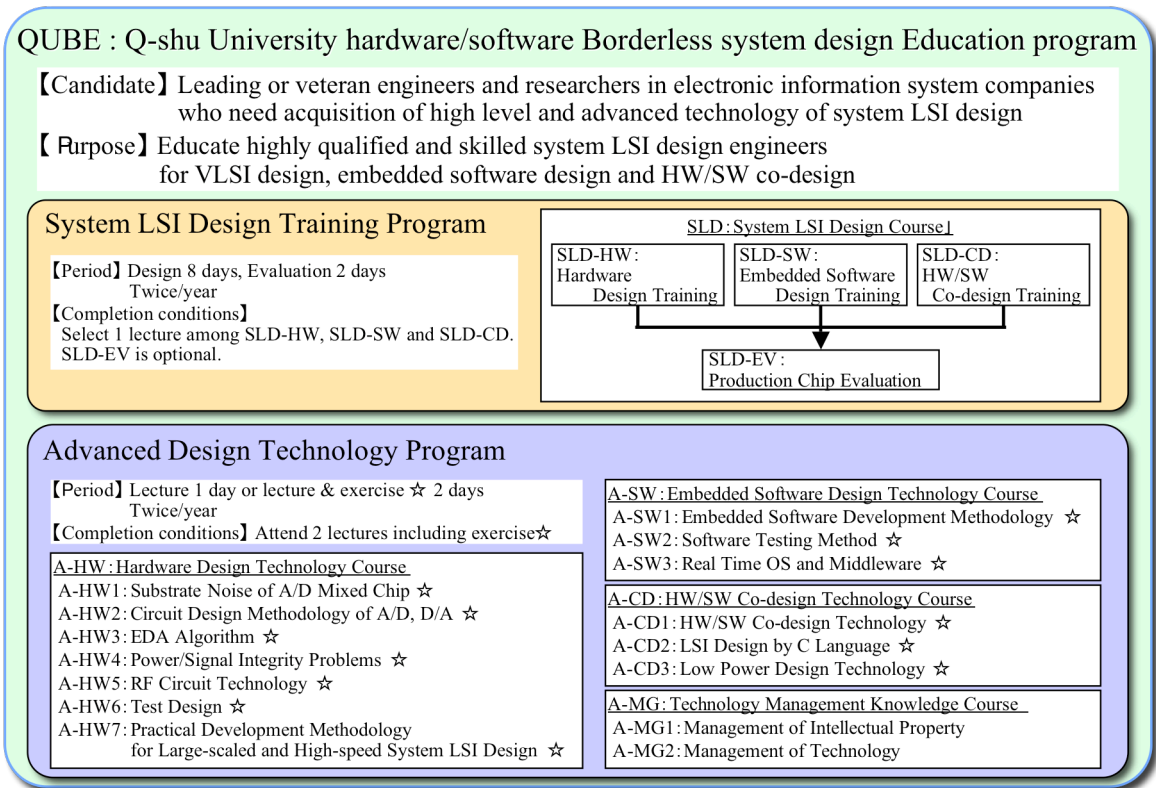 QUBE : Q-shu University hardware/software Borderless system design Education program
【Candidate】Leading or veteran engineers and researchers in electronic information system companies
who need acquisition of high level and advanced technology of system LSI design
【Purpose】Educate highly qualified and skilled system LSI design engineers
for VLSI design, embedded software design and HW/SW co-design
System LSI Design Training Program
【Period】Design 8 days, Evaluation 2 days
Twice/year
【Completion conditions】
Select 1 lecture among SLD-HW, SLD-SW and SLD-CD.
SLD-EV is optional.
SLD:System LSI Design Course」
SLD-HW:
Hardware
Design Training
SLD-SW:
Embedded Software
Design Training
SLD-CD:
HW/SW
Co-design Training
SLD-EV:
Production Chip Evaluation
Advanced Design Technology Program
【Period】Lecture 1 day or lecture & exercise ☆ 2 days
Twice/year
【Completion conditions】Attend 2 lectures including exercise☆
A-HW:Hardware Design Technology Course
A-HW1:Substrate Noise of A/D Mixed Chip ☆
A-HW2:Circuit Design Methodology of A/D, D/A ☆
A-HW3:EDA Algorithm ☆
A-HW4:Power/Signal Integrity Problems ☆
A-HW5:RF Circuit Technology ☆
A-HW6:Test Design ☆
A-HW7:Practical Development Methodology
for Large-scaled and High-speed System LSI Design ☆
A-SW:Embedded Software Design Technology Course
A-SW1:Embedded Software Development Methodology ☆
A-SW2:Software Testing Method ☆
A-SW3:Real Time OS and Middleware ☆
A-CD:HW/SW Co-design Technology Course
A-CD1:HW/SW Co-design Technology ☆
A-CD2:LSI Design by C Language ☆
A-CD3:Low Power Design Technology ☆
A-MG:Technology Management Knowledge Course
A-MG1:Management of Intellectual Property
A-MG2:Management of Technology